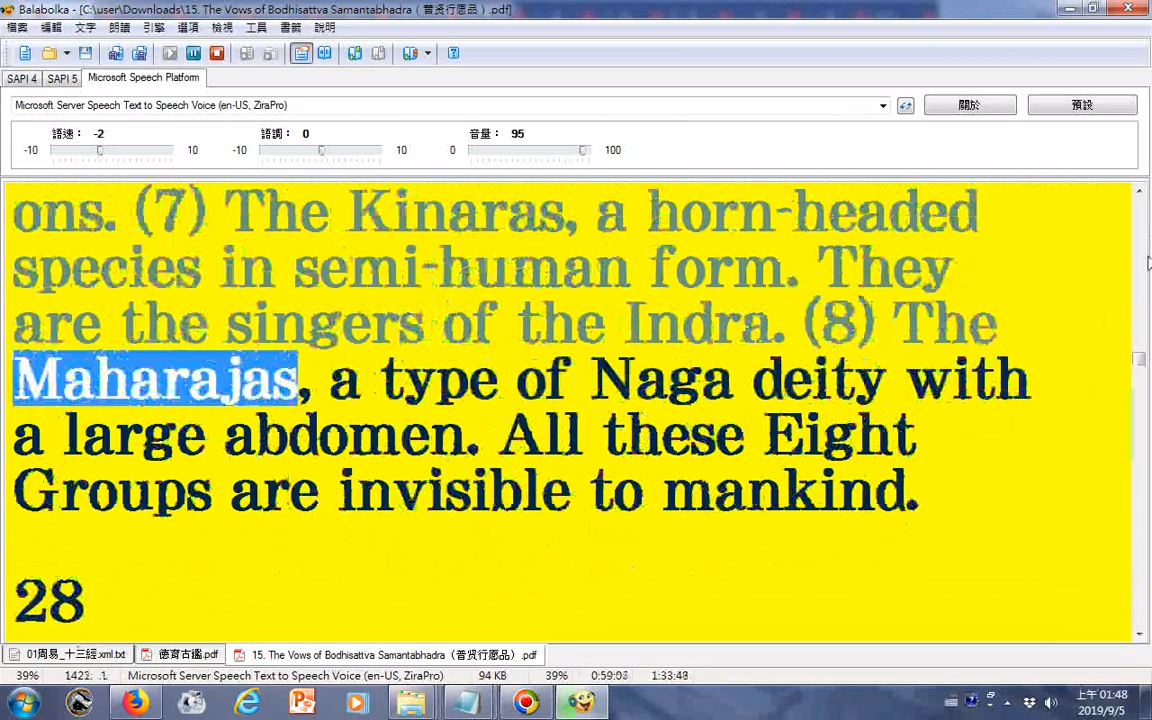 Balabolka - [C:\user\Downloads\15. The Vows of Bodhisattva Samantabhadra (普贤行愿品).pdf]
檔案 編輯 文字 朗讀 引擎 選項 檢視 工具 書籤 說明
SAPI 4 SAPI 5 Microsoft Speech Platform
Microsoft Server Speech Text to Speech Voice (en-US, ZiraPro) 關於 預設
語速： -2 語調： 0 音量： 95
-10 10 -10 10 0 100
ons. (7) The Kinaras, a horn-headed
species in semi-human form. They
are the singers of the Indra. (8) The
Maharajas, a type of Naga deity with
a large abdomen. All these Eight
Groups are invisible to mankind.
28
01周易_十三經.xml.txt 德育古鑑.pdf 15. The Vows of Bodhisattva Samantabhadra (普贤行愿品).pdf
39% Microsoft Server Speech Text to Speech Voice (en-US, ZiraPro) 94 KB 39% 1:33:48
上午 01:48
2019/9/5